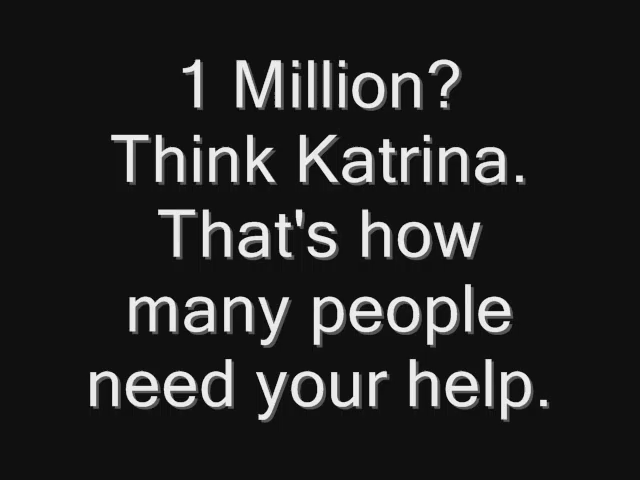 1 Million?
Think Katrina.
That's how
many people
need your help.